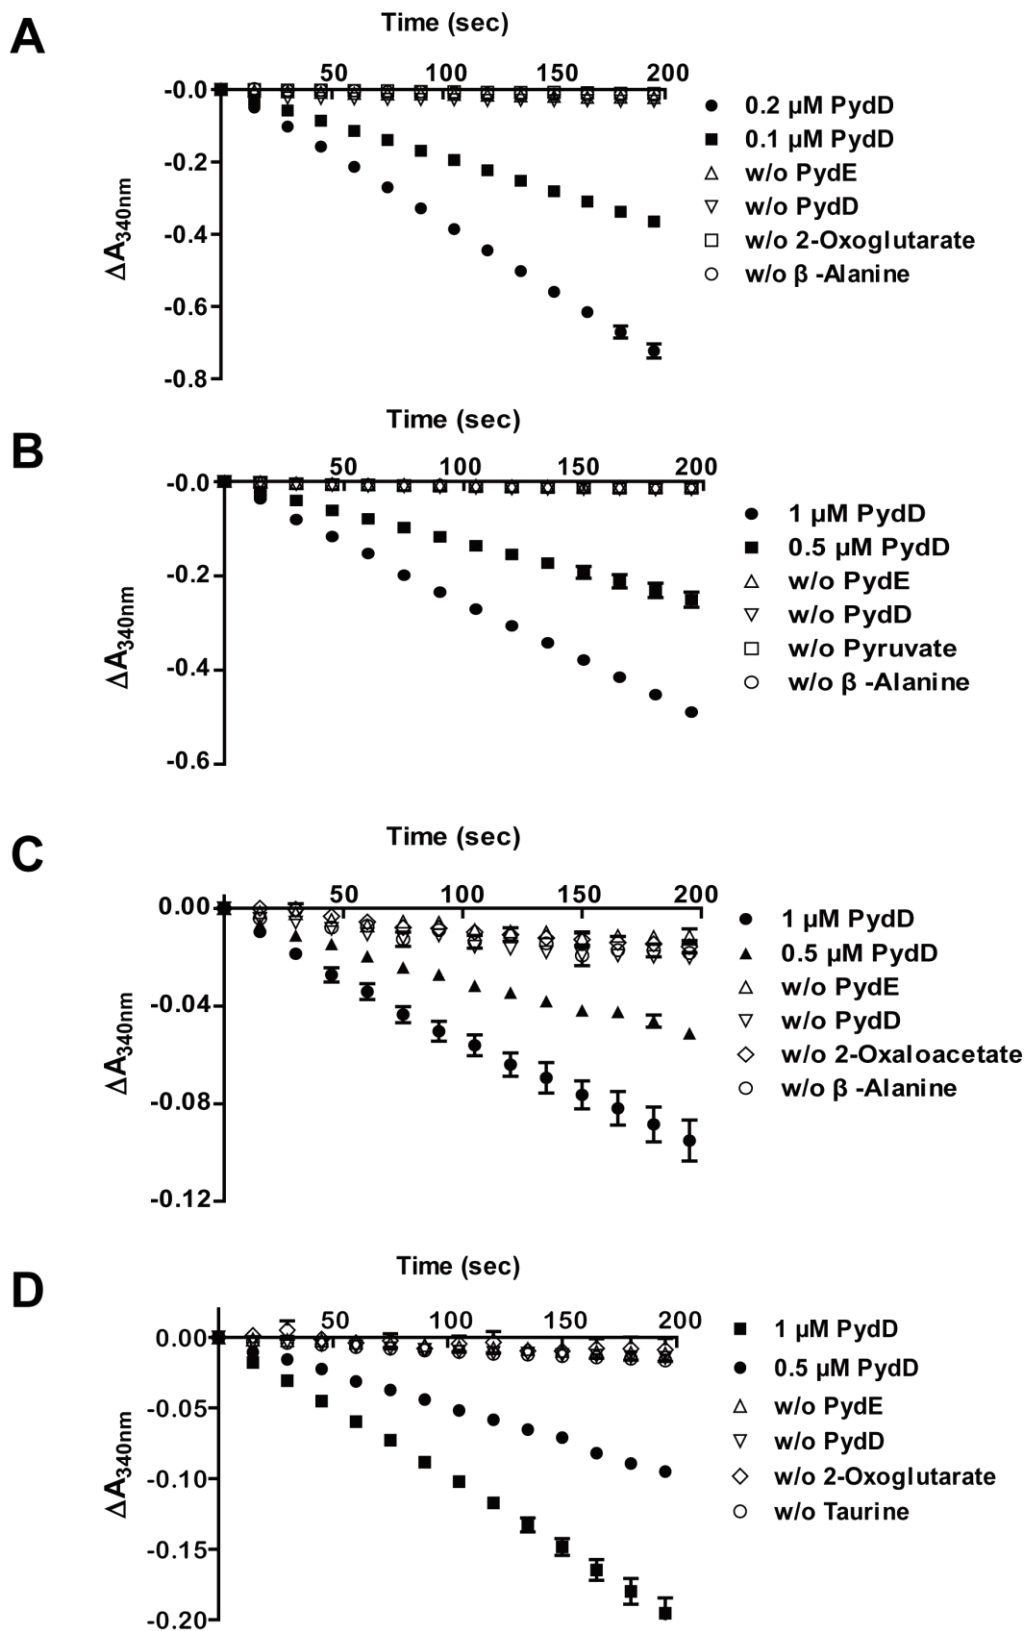 A
Time (sec)
50 100 150 200
-0.0
-0.2
-0.4
-0.6
-0.8
ΔA340nm
0.2 µM PydD
0.1 µM PydD
w/o PydE
w/o PydD
w/o 2-Oxoglutarate
w/o β -Alanine
B
Time (sec)
50 100 150 200
-0.0
-0.2
-0.4
-0.6
ΔA340nm
1 µM PydD
0.5 µM PydD
w/o PydE
w/o PydD
w/o Pyruvate
w/o β -Alanine
C
Time (sec)
50 100 150 200
0.00
-0.04
-0.08
-0.12
ΔA340nm
1 µM PydD
0.5 µM PydD
w/o PydE
w/o PydD
w/o 2-Oxaloacetate
w/o β -Alanine
D
Time (sec)
50 100 150 200
0.00
-0.05
-0.10
-0.15
-0.20
ΔA340nm
1 µM PydD
0.5 µM PydD
w/o PydE
w/o PydD
w/o 2-Oxoglutarate
w/o Taurine